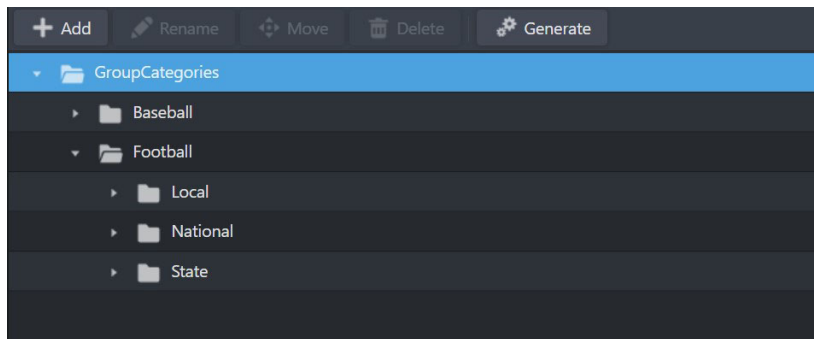 Add Rename Move Delete Generate
GroupCategories
Baseball
Football
Local
National
State